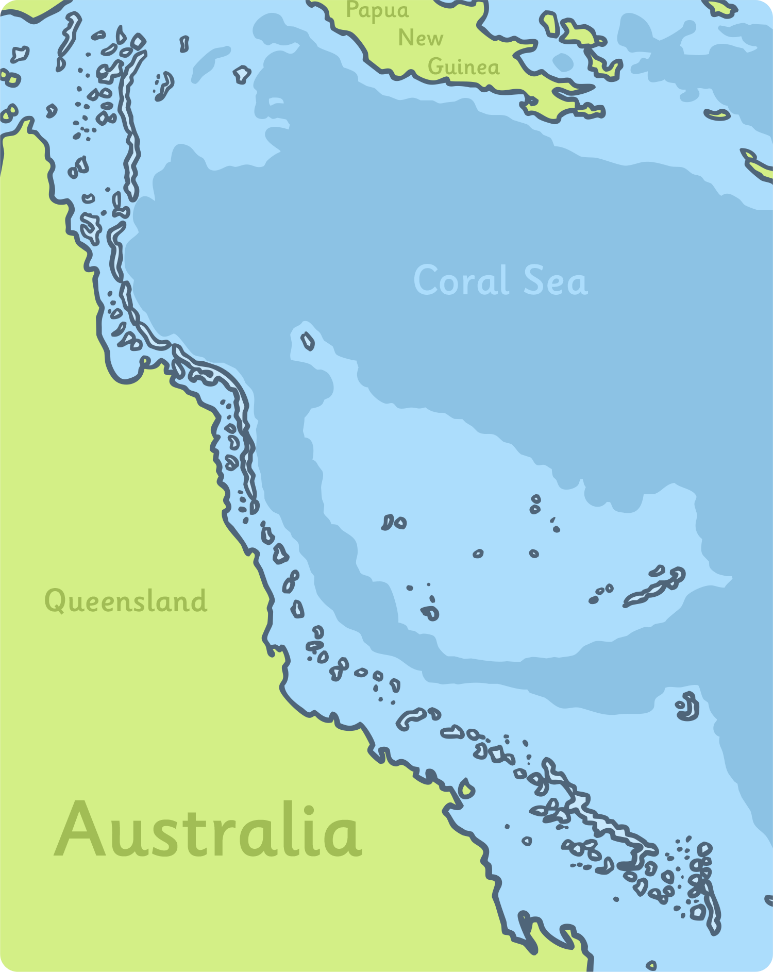 Papua
New
Guinea
Coral Sea
Queensland
Australia